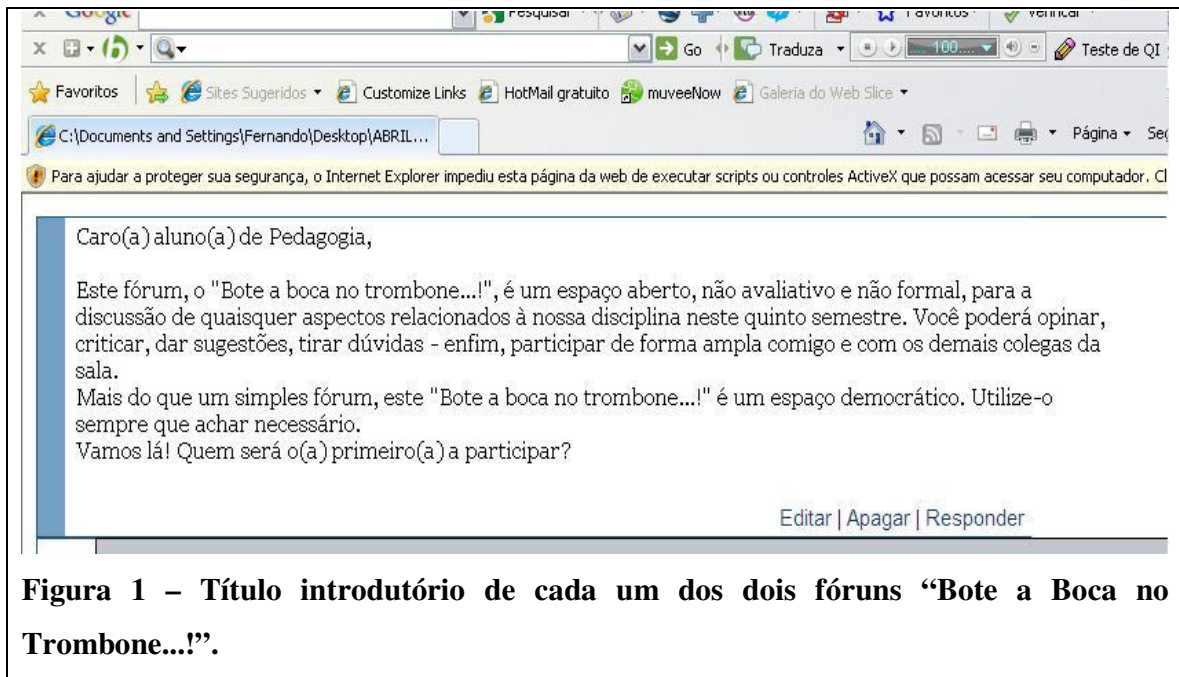 Google Pesquisar Favoritos Verificar
Go Traduza 100.... Teste de QI
Favoritos Sites Sugeridos Customize Links HotMail gratuito muveeNow Galeria do Web Slice
C:\Documents and Settings\Fernando\Desktop\ABRIL... Página
Para ajudar a proteger sua segurança, o Internet Explorer impediu esta página da web de executar scripts ou controles ActiveX que possam acessar seu computador. Cl
Caro(a) aluno(a) de Pedagogia,
Este fórum, o "Bote a boca no trombone...!", é um espaço aberto, não avaliativo e não formal, para a
discussão de quaisquer aspectos relacionados à nossa disciplina neste quinto semestre. Você poderá opinar,
criticar, dar sugestões, tirar dúvidas - enfim, participar de forma ampla comigo e com os demais colegas da
sala.
Mais do que um simples fórum, este "Bote a boca no trombone...!" é um espaço democrático. Utilize-o
sempre que achar necessário.
Vamos lá! Quem será o(a) primeiro(a) a participar?
Editar | Apagar | Responder
Figura 1 – Título introdutório de cada um dos dois fóruns “Bote a Boca no
Trombone...!”.